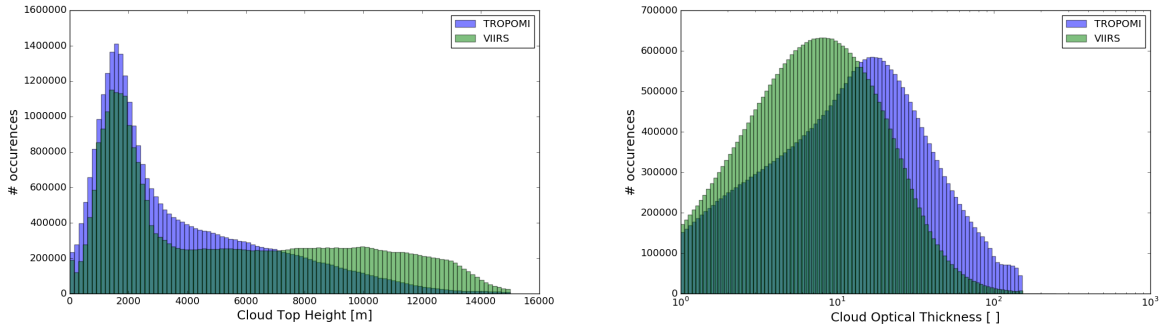 1600000
1400000
1200000
1000000
800000
600000
400000
200000
0
# occurences
0 2000 4000 6000 8000 10000 12000 14000 16000
Cloud Top Height [m]
TROPOMI
VIIRS
700000
600000
500000
400000
300000
200000
100000
0
# occurences
10^0 10^1 10^2 10^3
Cloud Optical Thickness [ ]
TROPOMI
VIIRS